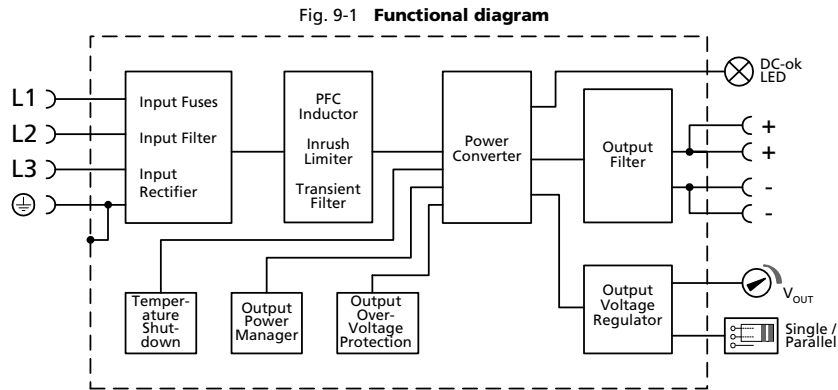 Fig. 9-1 Functional diagram
DC-ok
LED
L1
L2
L3
Input Fuses
Input Filter
Input
Rectifier
PFC
Inductor
Inrush
Limiter
Transient
Filter
Power
Converter
Output
Filter
+
+
-
-
Temper-
ature
Shut-
down
Output
Power
Manager
Output
Over-
Voltage
Protection
Output
Voltage
Regulator
VOUT
Single /
Parallel